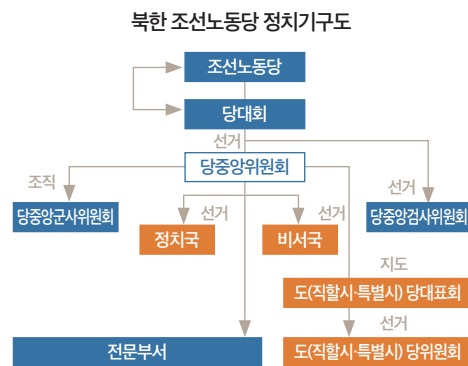 북한 조선노동당 정치기구도
조선노동당
당대회
선거
당중앙위원회
조직
선거
당중앙군사위원회
선거
선거
당중앙검사위원회
정치국
비서국
지도
도(직할시·특별시) 당대표회
선거
전문부서
도(직할시·특별시) 당위원회